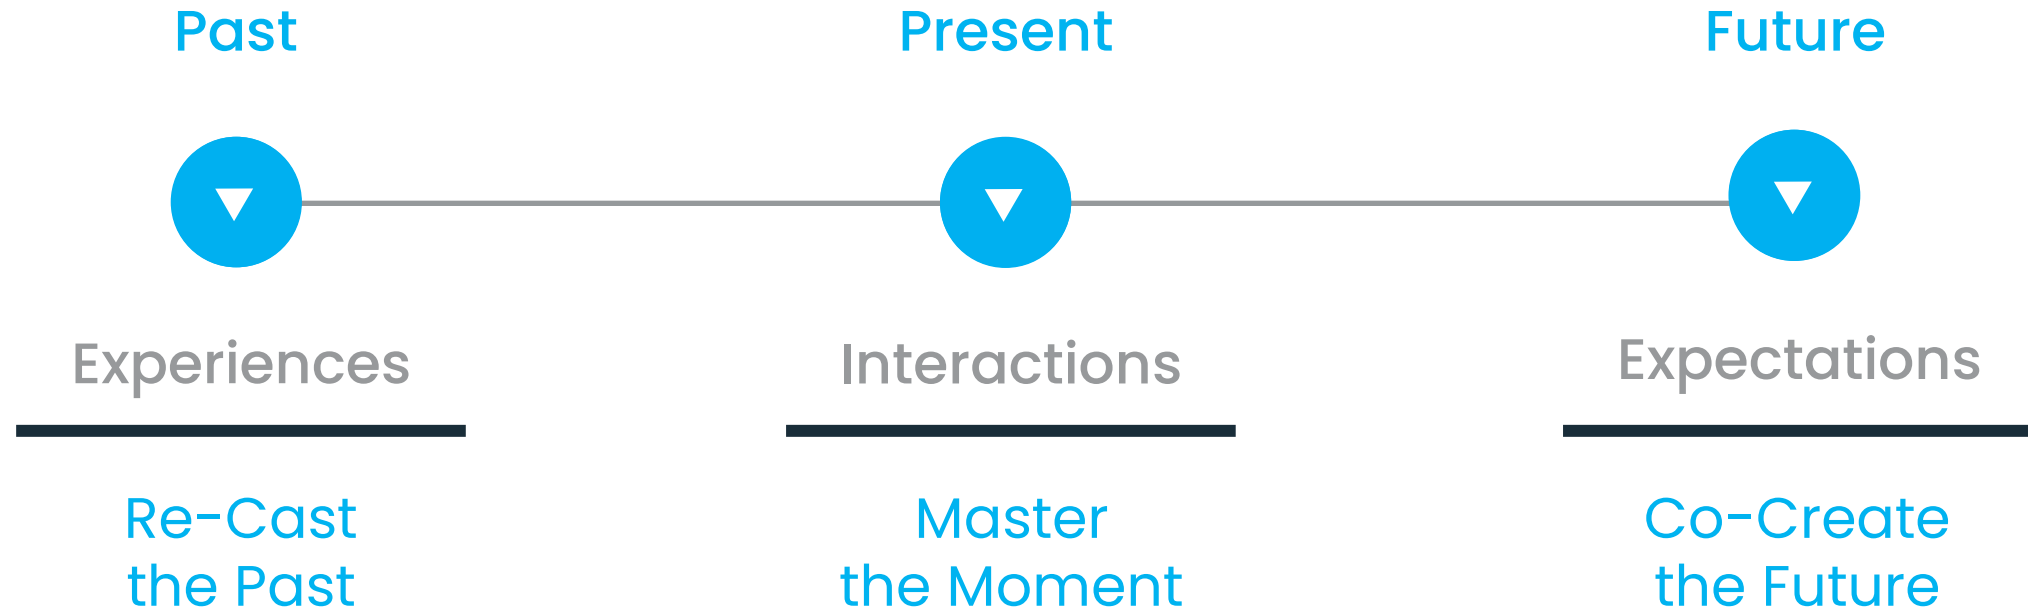 Past
Present
Future
Experiences
Interactions
Expectations
Re-Cast
the Past
Master
the Moment
Co-Create
the Future